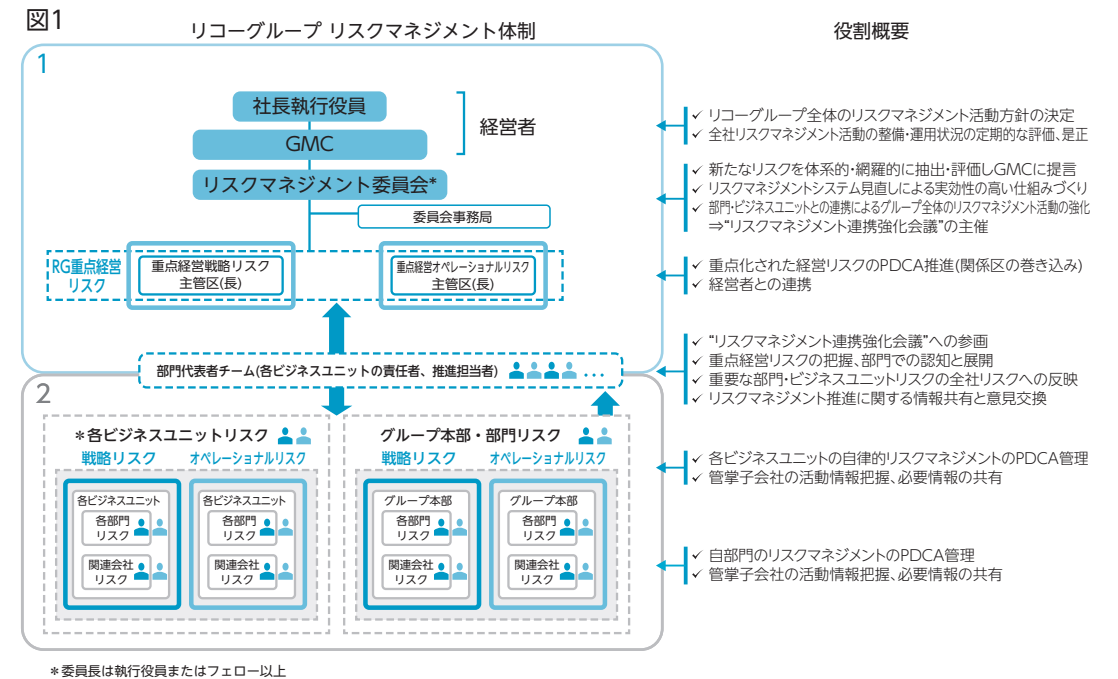 図1
リコーグループ リスクマネジメント体制
役割概要
1
社長執行役員
GMC
経営者
リスクマネジメント委員会*
委員会事務局
RG重点経営
リスク
重点経営戦略リスク
主管区(長)
重点経営オペレーショナルリスク
主管区(長)
部門代表者チーム(各ビジネスユニットの責任者、推進担当者)
...
2
*各ビジネスユニットリスク
戦略リスク
オペレーショナルリスク
各ビジネスユニット
各部門
リスク
関連会社
リスク
各ビジネスユニット
各部門
リスク
関連会社
リスク
グループ本部・部門リスク
戦略リスク
オペレーショナルリスク
グループ本部
各部門
リスク
関連会社
リスク
グループ本部
各部門
リスク
関連会社
リスク
✓ リコーグループ全体のリスクマネジメント活動方針の決定
✓ 全社リスクマネジメント活動の整備・運用状況の定期的な評価、是正
✓ 新たなリスクを体系的・網羅的に抽出・評価しGMCに提言
✓ リスクマネジメントシステム見直しによる実効性の高い仕組みづくり
✓ 部門・ビジネスユニットとの連携によるグループ全体のリスクマネジメント活動の強化
⇒“リスクマネジメント連携強化会議”の主催
✓ 重点化された経営リスクのPDCA推進(関係区の巻き込み)
✓ 経営者との連携
✓ “リスクマネジメント連携強化会議”への参画
✓ 重点経営リスクの把握、部門での認知と展開
✓ 重要な部門・ビジネスユニットリスクの全社リスクへの反映
✓ リスクマネジメント推進に関する情報共有と意見交換
✓ 各ビジネスユニットの自律的リスクマネジメントのPDCA管理
✓ 管掌子会社の活動情報把握、必要情報の共有
✓ 自部門のリスクマネジメントのPDCA管理
✓ 管掌子会社の活動情報把握、必要情報の共有
*委員長は執行役員またはフェロー以上